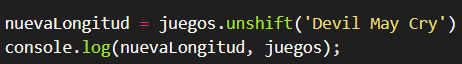 nuevaLongitud = juegos.unshift('Devil May Cry')
console.log(nuevaLongitud, juegos);